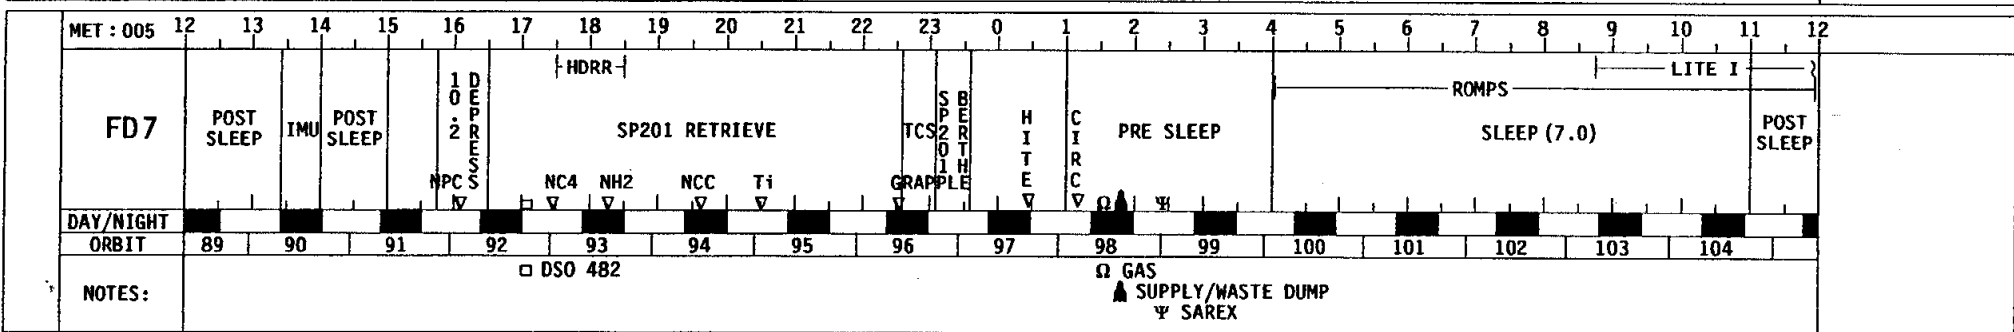 MET : 005 12 13 14 15 16 17 18 19 20 21 22 23 0 1 2 3 4 5 6 7 8 9 10 11 12
HDRR
LITE I
ROMPS
FD7
POST
SLEEP
IMU
POST
SLEEP
10.2
DEPRESS
SP201 RETRIEVE
TCS
SP201
BERTH
HITE
CIRC
PRE SLEEP
SLEEP (7.0)
POST
SLEEP
NPC
NC4
NH2
NCC
Ti
GRAPPLE
Ω
Ψ
DAY/NIGHT
ORBIT 89 90 91 92 93 94 95 96 97 98 99 100 101 102 103 104
NOTES:
□ DSO 482
Ω GAS
SUPPLY/WASTE DUMP
Ψ SAREX